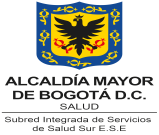 ALCALDÍA MAYOR
DE BOGOTÁ D.C.
SALUD
Subred Integrada de Servicios
de Salud Sur E.S.E